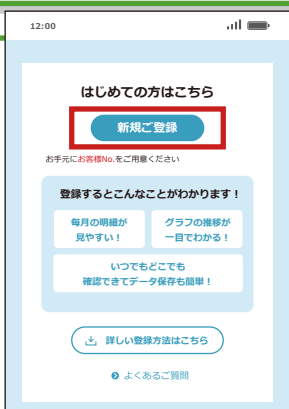 12:00
はじめての方はこちら
新規ご登録
お手元にお客様No.をご用意ください
登録するとこんなことがわかります！
毎月の明細が
見やすい！
グラフの推移が
一目でわかる！
いつでもどこでも
確認できてデータ保存も簡単！
詳しい登録方法はこちら
よくあるご質問